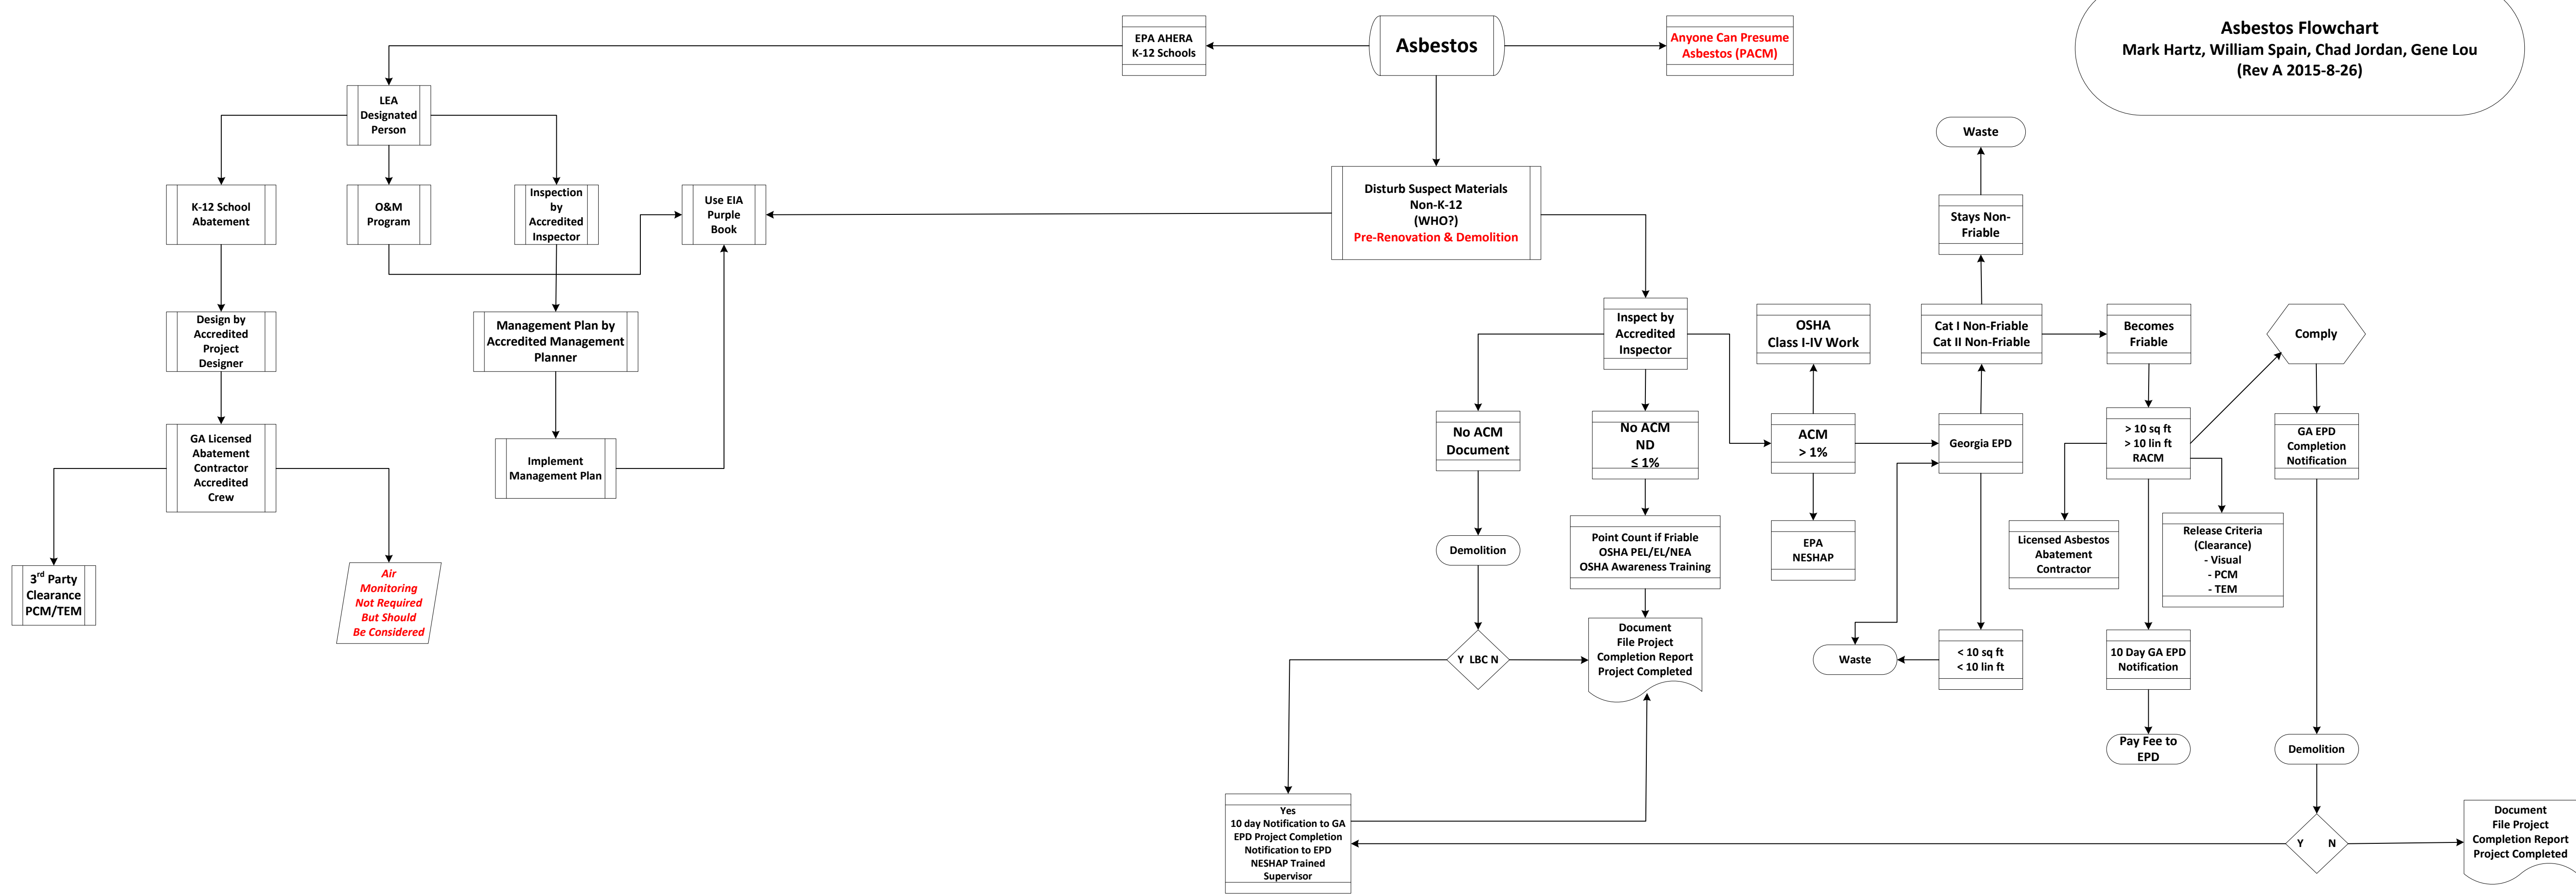 Asbestos Flowchart
Mark Hartz, William Spain, Chad Jordan, Gene Lou
(Rev A 2015-8-26)
EPA AHERA
K-12 Schools
Asbestos
Anyone Can Presume
Asbestos (PACM)
LEA
Designated
Person
Waste
K-12 School
Abatement
O&M
Program
Inspection
by
Accredited
Inspector
Use EIA
Purple
Book
Disturb Suspect Materials
Non-K-12
(WHO?)
Pre-Renovation & Demolition
Stays Non-
Friable
Design by
Accredited
Project
Designer
Management Plan by
Accredited Management
Planner
Inspect by
Accredited
Inspector
OSHA
Class I-IV Work
Cat I Non-Friable
Cat II Non-Friable
Becomes
Friable
Comply
GA Licensed
Abatement
Contractor
Accredited
Crew
Implement
Management Plan
No ACM
Document
No ACM
ND
≤ 1%
ACM
> 1%
Georgia EPD
> 10 sq ft
> 10 lin ft
RACM
GA EPD
Completion
Notification
3rd Party
Clearance
PCM/TEM
Air
Monitoring
Not Required
But Should
Be Considered
Demolition
Point Count if Friable
OSHA PEL/EL/NEA
OSHA Awareness Training
EPA
NESHAP
Licensed Asbestos
Abatement
Contractor
Release Criteria
(Clearance)
- Visual
- PCM
- TEM
Y LBC N
Document
File Project
Completion Report
Project Completed
Waste
< 10 sq ft
< 10 lin ft
10 Day GA EPD
Notification
Pay Fee to
EPD
Demolition
Yes
10 day Notification to GA
EPD Project Completion
Notification to EPD
NESHAP Trained
Supervisor
Y N
Document
File Project
Completion Report
Project Completed